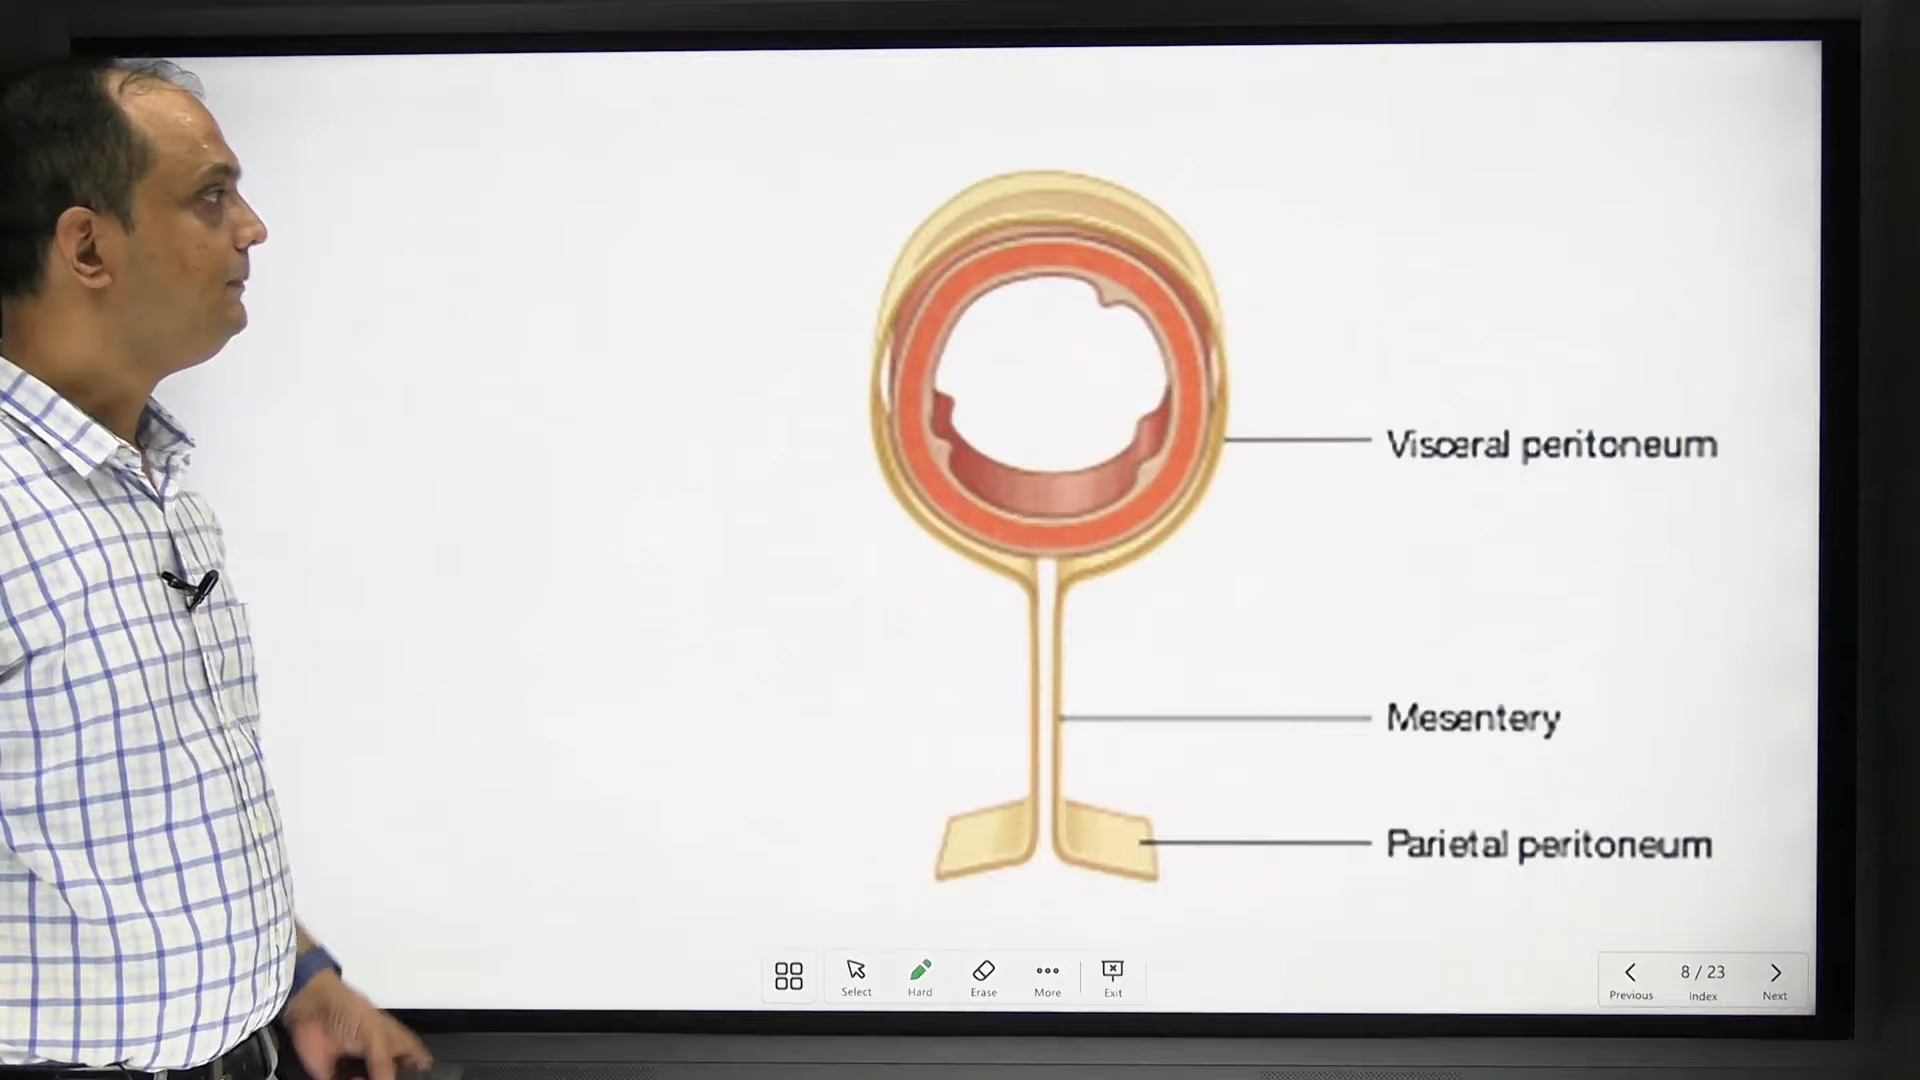 Visceral peritoneum
Mesentery
Parietal peritoneum
Select
Hard
Erase
More
Exit
Previous
8 / 23
Index
Next